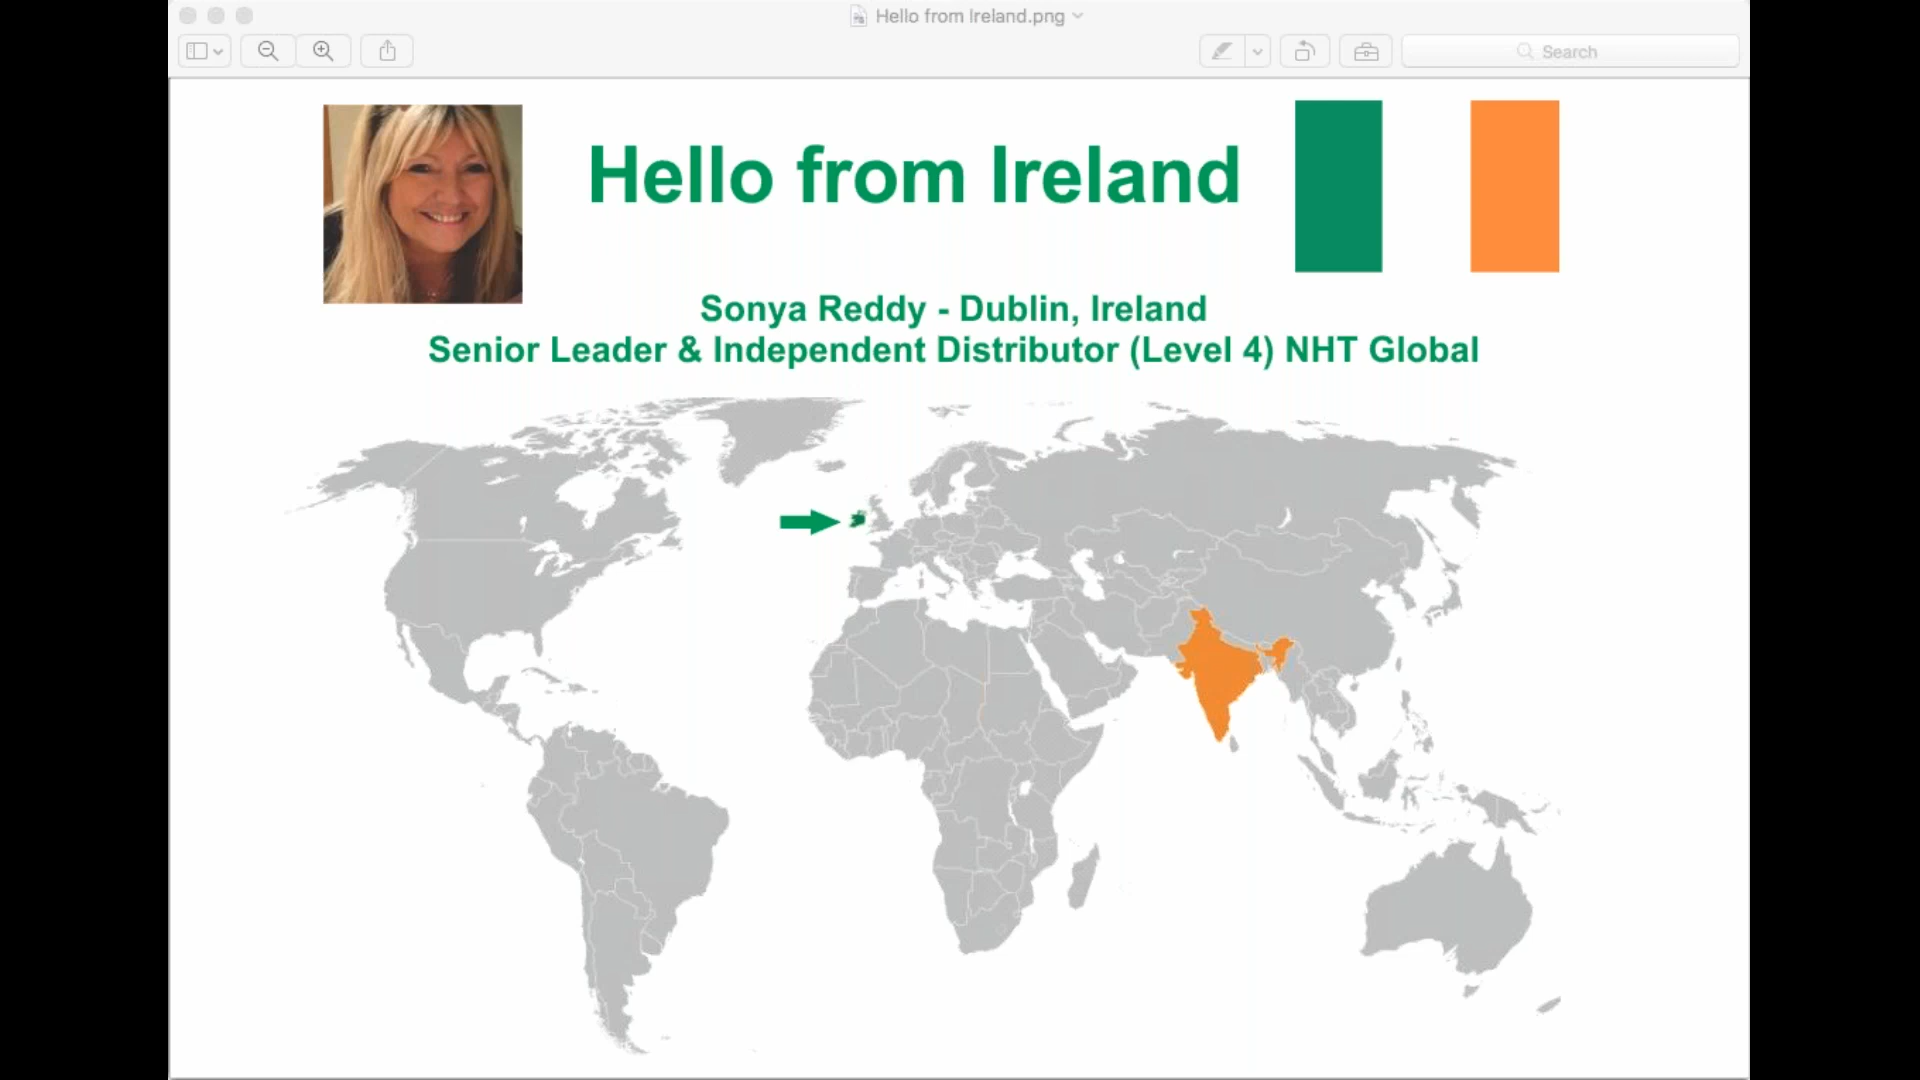 Hello from Ireland.png
Search
Hello from Ireland
Sonya Reddy - Dublin, Ireland
Senior Leader & Independent Distributor (Level 4) NHT Global